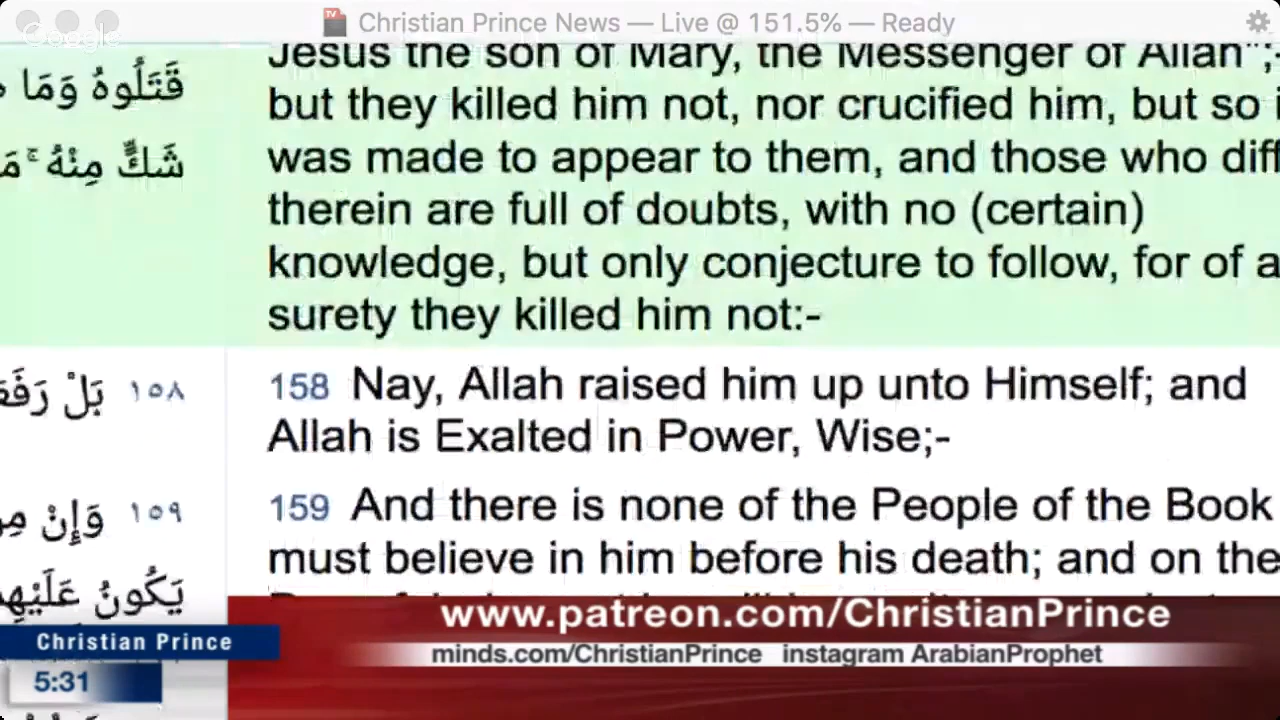 Christian Prince News — Live @ 151.5% — Ready
Google
Jesus the son of Mary, the Messenger of Allah";-
but they killed him not, nor crucified him, but so
was made to appear to them, and those who diff
therein are full of doubts, with no (certain)
knowledge, but only conjecture to follow, for of a
surety they killed him not:-
158 Nay, Allah raised him up unto Himself; and
Allah is Exalted in Power, Wise;-
159 And there is none of the People of the Book
must believe in him before his death; and on the
قَتَلُوهُ وَمَا
شَكٍّ مِنْهُ ۚ
١٥٨ بَلْ
١٥٩ وَإِنْ
يَكُونُ عَلَيْهِ
www.patreon.com/ChristianPrince
minds.com/ChristianPrince instagram ArabianProphet
Christian Prince
5:31